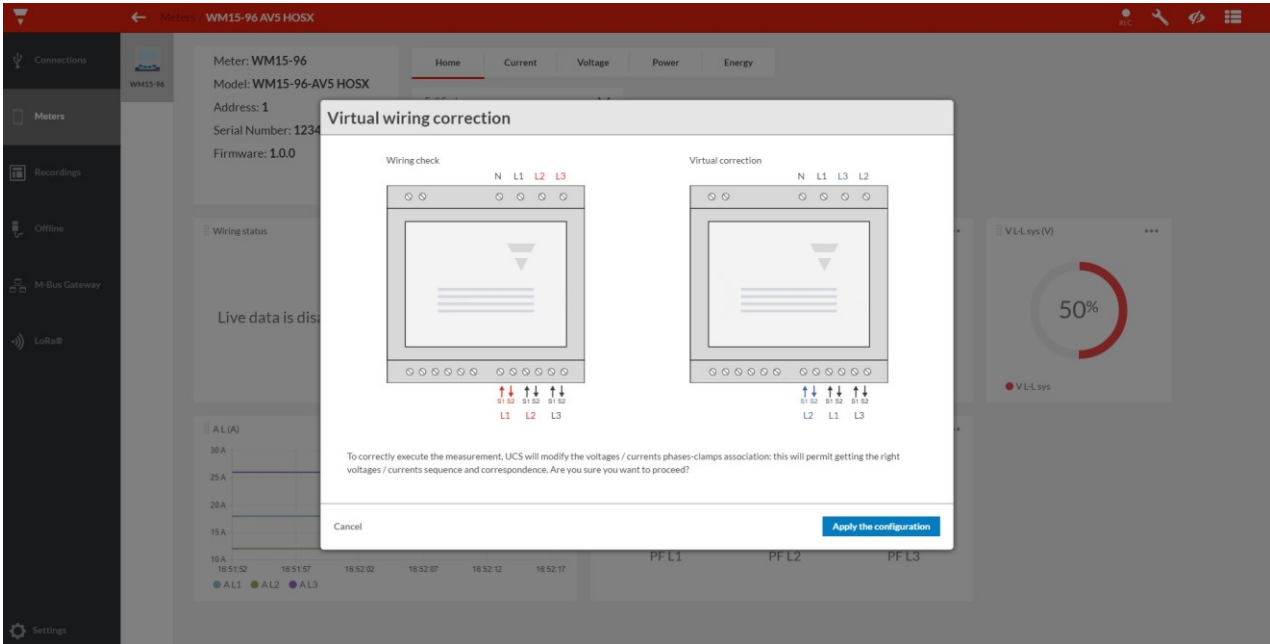 Meters / WM15-96 AV5 HOSX
REC
Connections
Meters
Recordings
Offline
M-Bus Gateway
LoRa®
Settings
WM15-96
Meter: WM15-96
Model: WM15-96-AV5 HOSX
Address: 1
Serial Number: 1234
Firmware: 1.0.0
Home Current Voltage Power Energy
Virtual wiring correction
Wiring check
N L1 L2 L3
S1 S2 S1 S2 S1 S2
L1 L2 L3
Virtual correction
N L1 L3 L2
S1 S2 S1 S2 S1 S2
L2 L1 L3
To correctly execute the measurement, UCS will modify the voltages / currents phases-clamps association: this will permit getting the right
voltages / currents sequence and correspondence. Are you sure you want to proceed?
Cancel
Apply the configuration
Wiring status
Live data is disa
V L-L sys (V)
50%
V L-L sys
A L (A)
30 A
25 A
20 A
15 A
10 A
16:51:52 16:51:57 16:52:02 16:52:07 16:52:12 16:52:17
A L1 A L2 A L3
PF L1 PF L2 PF L3